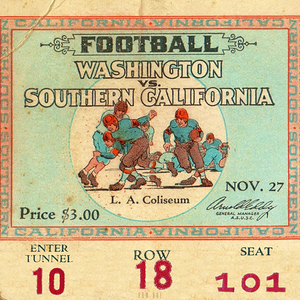 FOOTBALL
WASHINGTON
VS.
SOUTHERN CALIFORNIA
L. A. Coliseum
NOV. 27
Price $3.00
GENERAL MANAGER
A.S.U.S.C.
ENTER
TUNNEL
10
ROW
18
SEAT
101